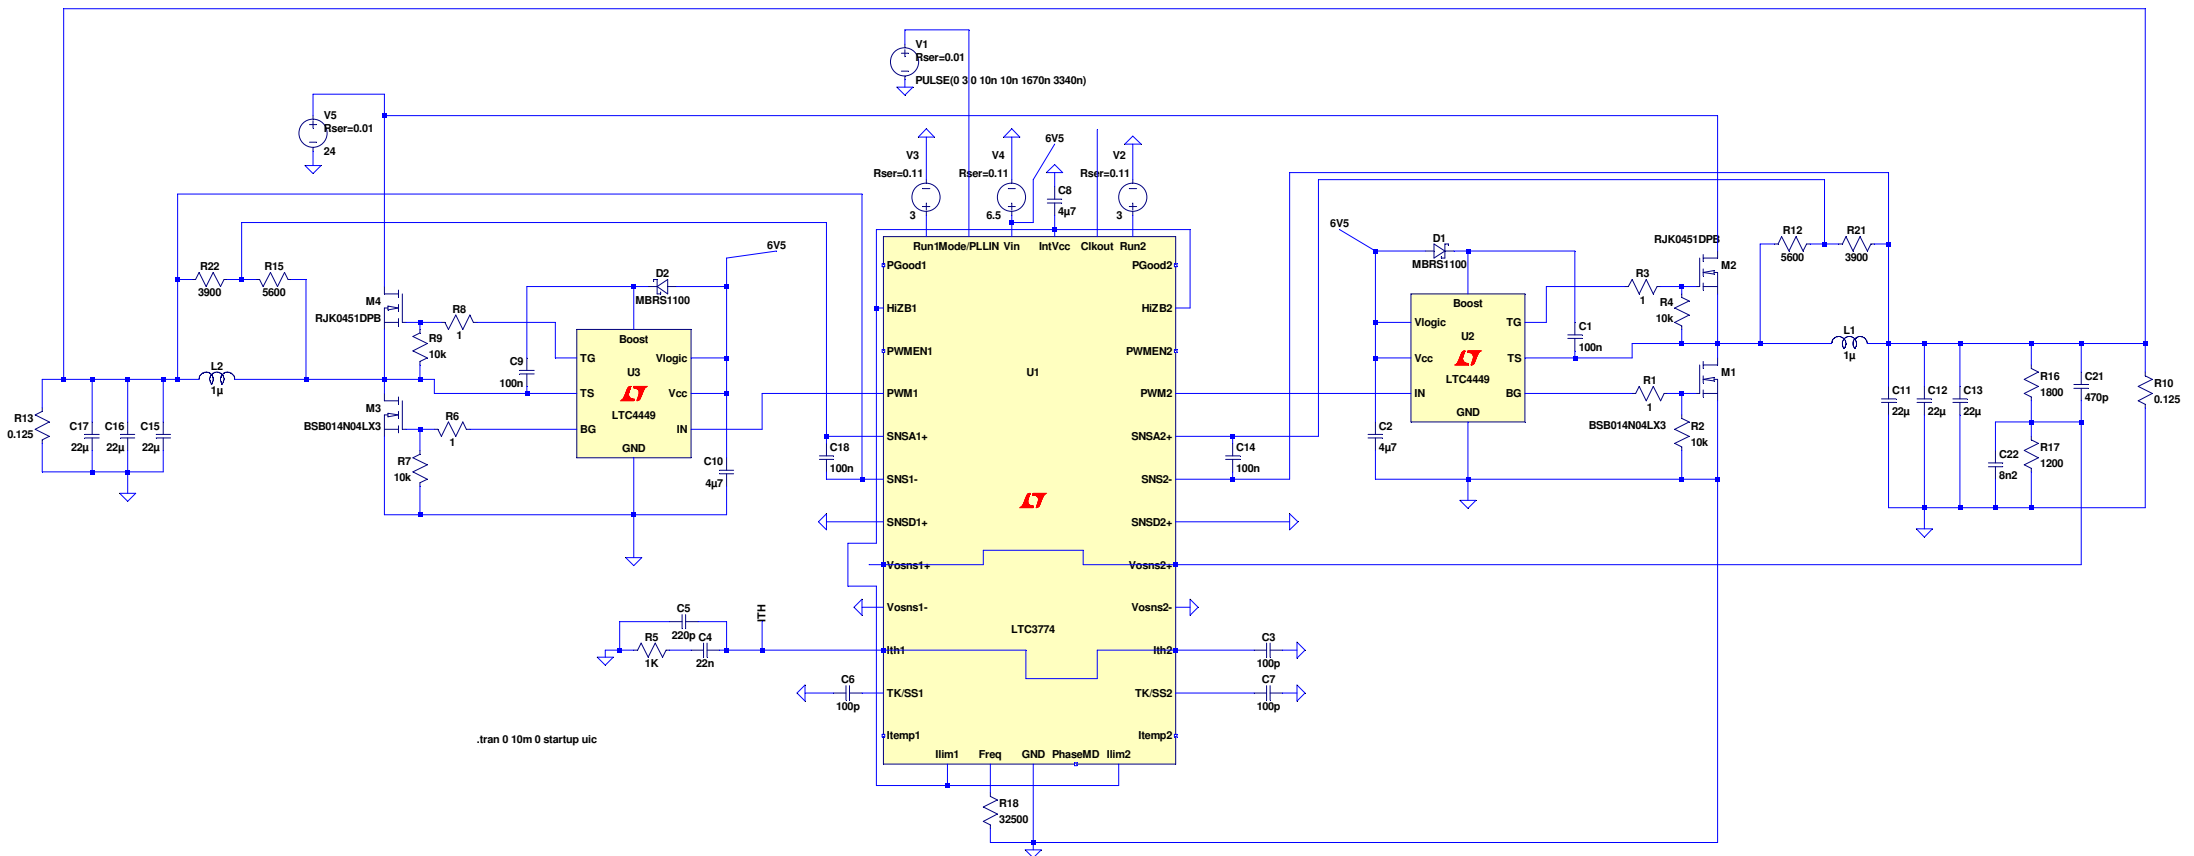 V1
Rser=0.01
PULSE(0 3 0 10n 10n 1670n 3340n)
V5
Rser=0.01
24
V3
Rser=0.11
3
V4
Rser=0.11
6.5
6V5
C8
4µ7
V2
Rser=0.11
3
Run1
Mode/PLLIN
Vin
IntVcc
Clkout
Run2
PGood1
PGood2
HiZB1
HiZB2
PWMEN1
PWMEN2
U1
PWM1
PWM2
SNSA1+
SNSA2+
SNS1-
SNS2-
SNSD1+
SNSD2+
Vosns1+
Vosns2+
Vosns1-
Vosns2-
LTC3774
Ith1
Ith2
TK/SS1
TK/SS2
Itemp1
Itemp2
Ilim1
Freq
GND
PhaseMD
Ilim2
R18
32500
R22
3900
R15
5600
M4
RJK0451DPB
R8
1
R9
10k
C9
100n
D2
MBRS1100
6V5
Boost
TG
Vlogic
U3
TS
Vcc
LTC4449
BG
IN
GND
L2
1µ
M3
BSB014N04LX3
R6
1
R7
10k
C10
4µ7
R13
0.125
C17
22µ
C16
22µ
C15
22µ
C18
100n
C14
100n
ITH
C5
220p
R5
1K
C4
22n
C6
100p
C3
100p
C7
100p
.tran 0 10m 0 startup uic
6V5
D1
MBRS1100
Boost
Vlogic
TG
U2
Vcc
TS
LTC4449
IN
BG
GND
C1
100n
C2
4µ7
R3
1
R4
10k
RJK0451DPB
M2
R12
5600
R21
3900
L1
1µ
M1
R1
1
BSB014N04LX3
R2
10k
C11
22µ
C12
22µ
C13
22µ
R16
1800
C21
470p
R10
0.125
C22
8n2
R17
1200